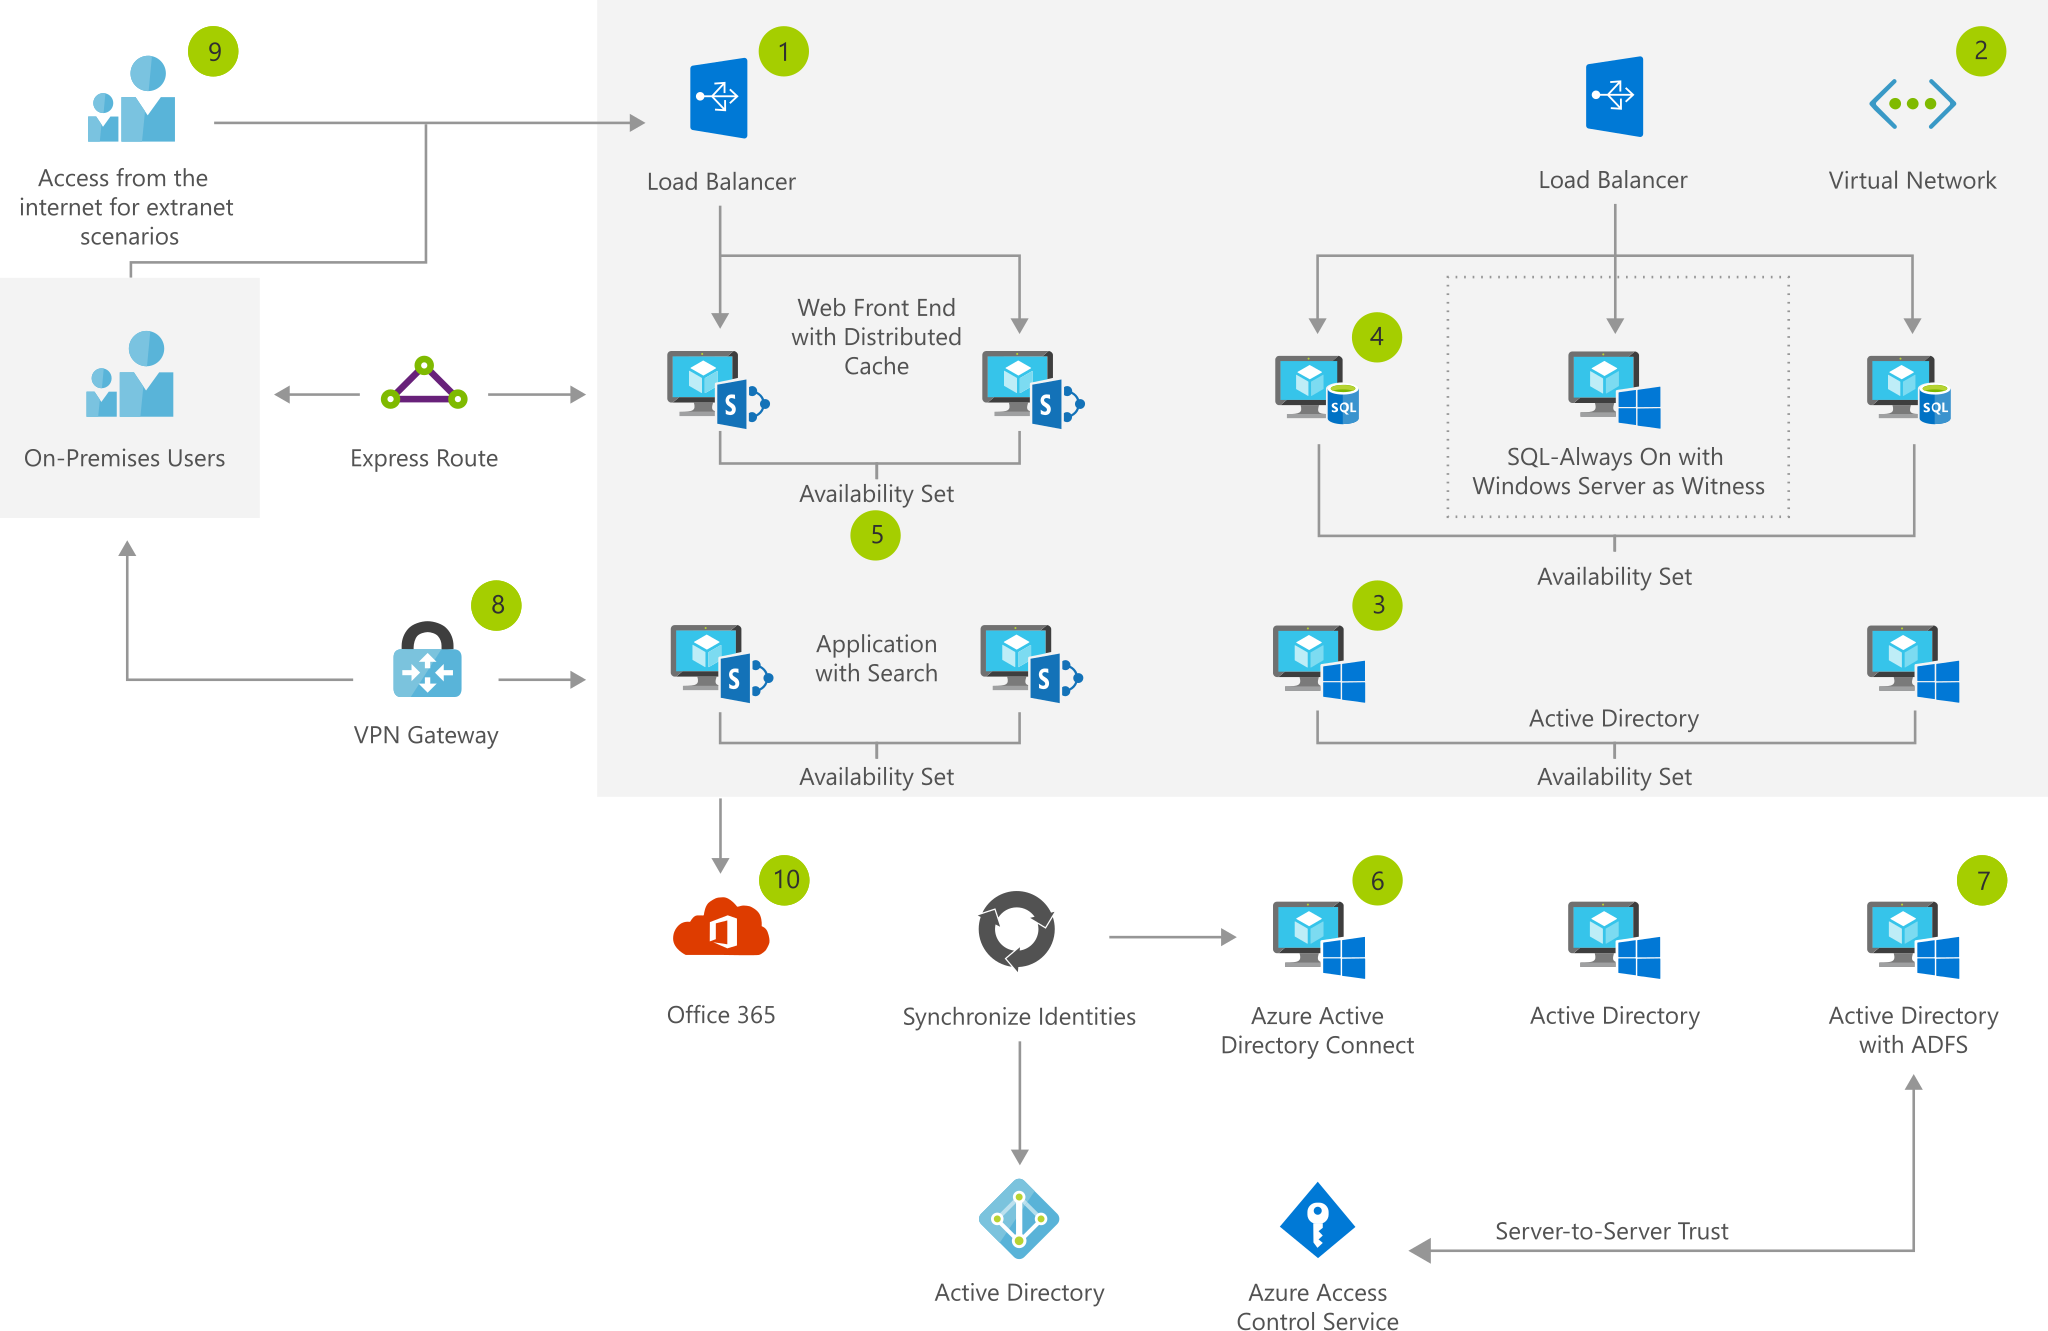 9
1
2
Access from the
internet for extranet
scenarios
Load Balancer
Load Balancer
Virtual Network
Web Front End
with Distributed
Cache
4
S
S
SQL
SQL
On-Premises Users
Express Route
SQL-Always On with
Windows Server as Witness
Availability Set
5
Availability Set
8
3
Application
with Search
S
S
VPN Gateway
Active Directory
Availability Set
Availability Set
10
6
7
Office 365
Synchronize Identities
Azure Active
Directory Connect
Active Directory
Active Directory
with ADFS
Server-to-Server Trust
Active Directory
Azure Access
Control Service